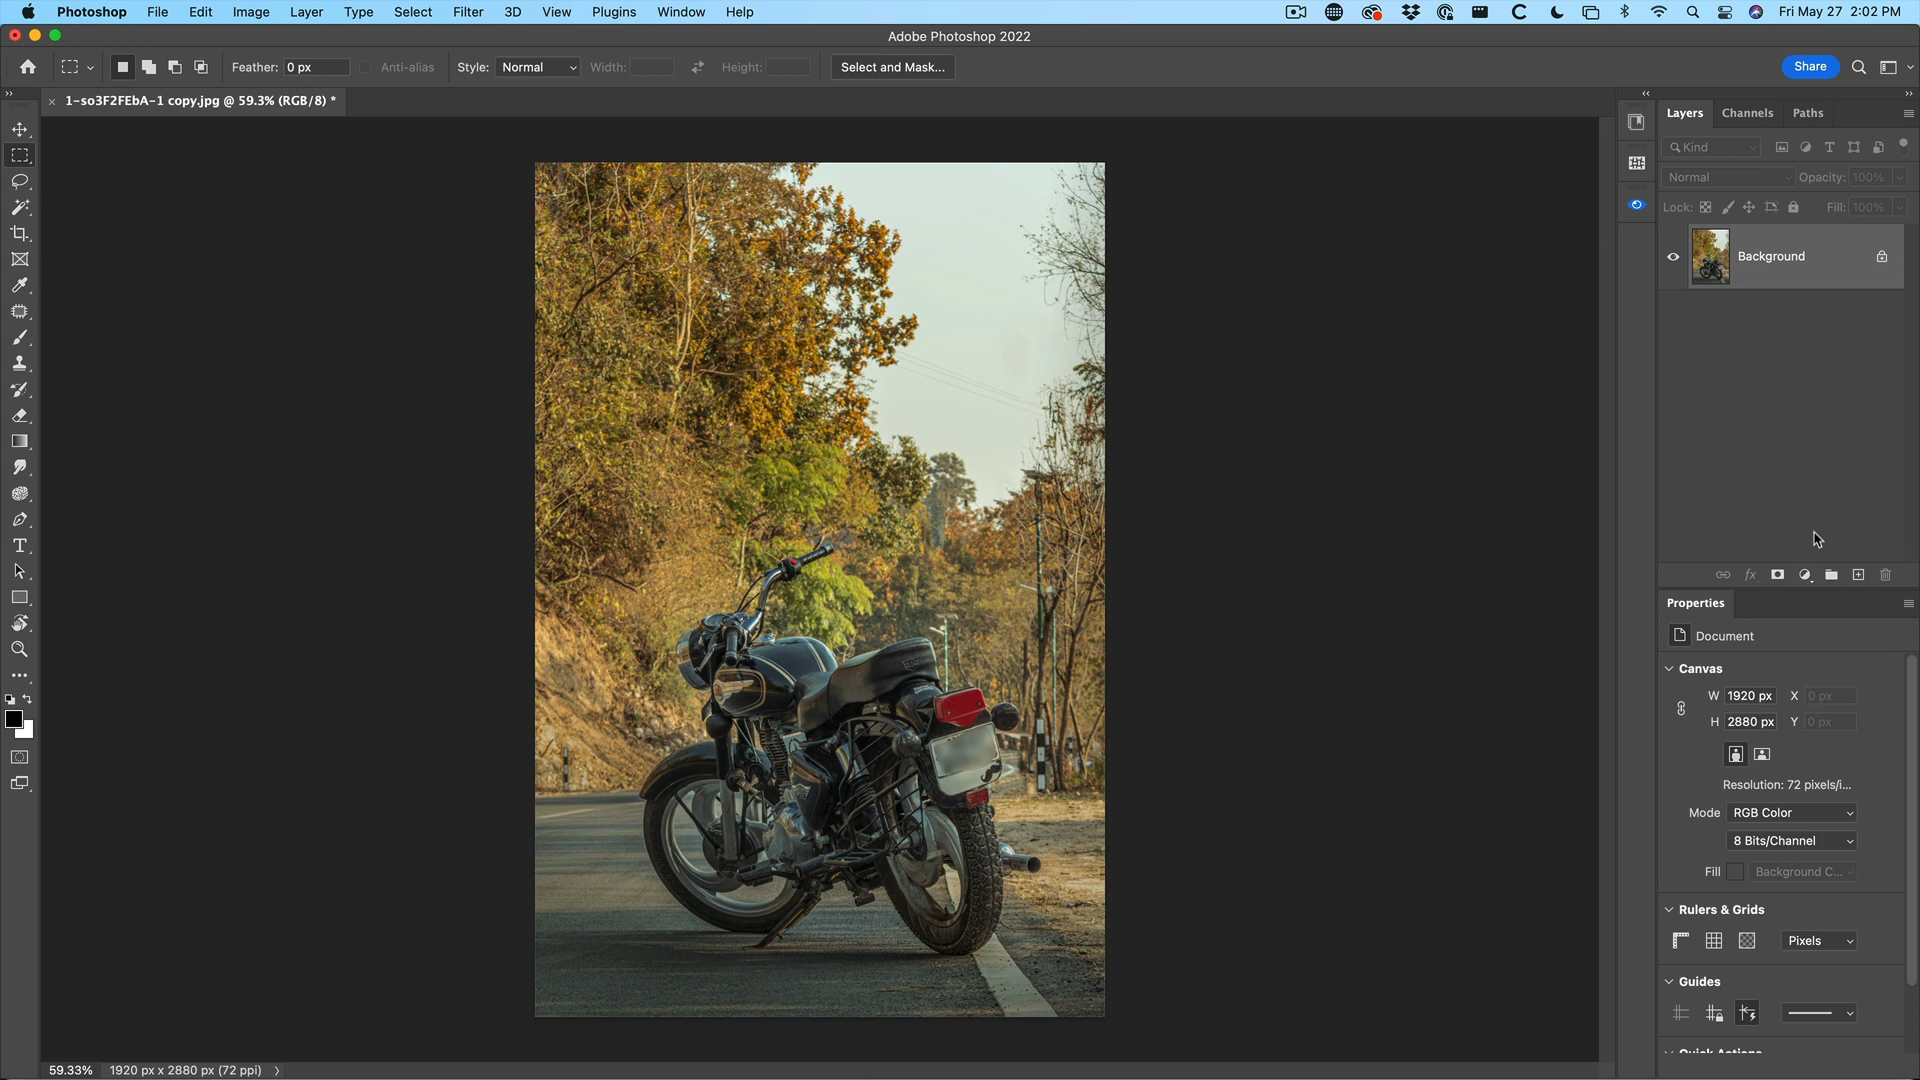 Photoshop File Edit Image Layer Type Select Filter 3D View Plugins Window Help Fri May 27 2:02 PM
Adobe Photoshop 2022
Feather: 0 px Anti-alias Style: Normal Width: Height: Select and Mask... Share
1-so3F2FEbA-1 copy.jpg @ 59.3% (RGB/8) *
Layers Channels Paths
Kind
Normal Opacity: 100%
Lock: Fill: 100%
Background
Properties
Document
Canvas
W 1920 px X 0 px
H 2880 px Y 0 px
Resolution: 72 pixels/i...
Mode RGB Color
8 Bits/Channel
Fill Background C...
Rulers & Grids
Pixels
Guides
Quick Actions
59.33% 1920 px x 2880 px (72 ppi)